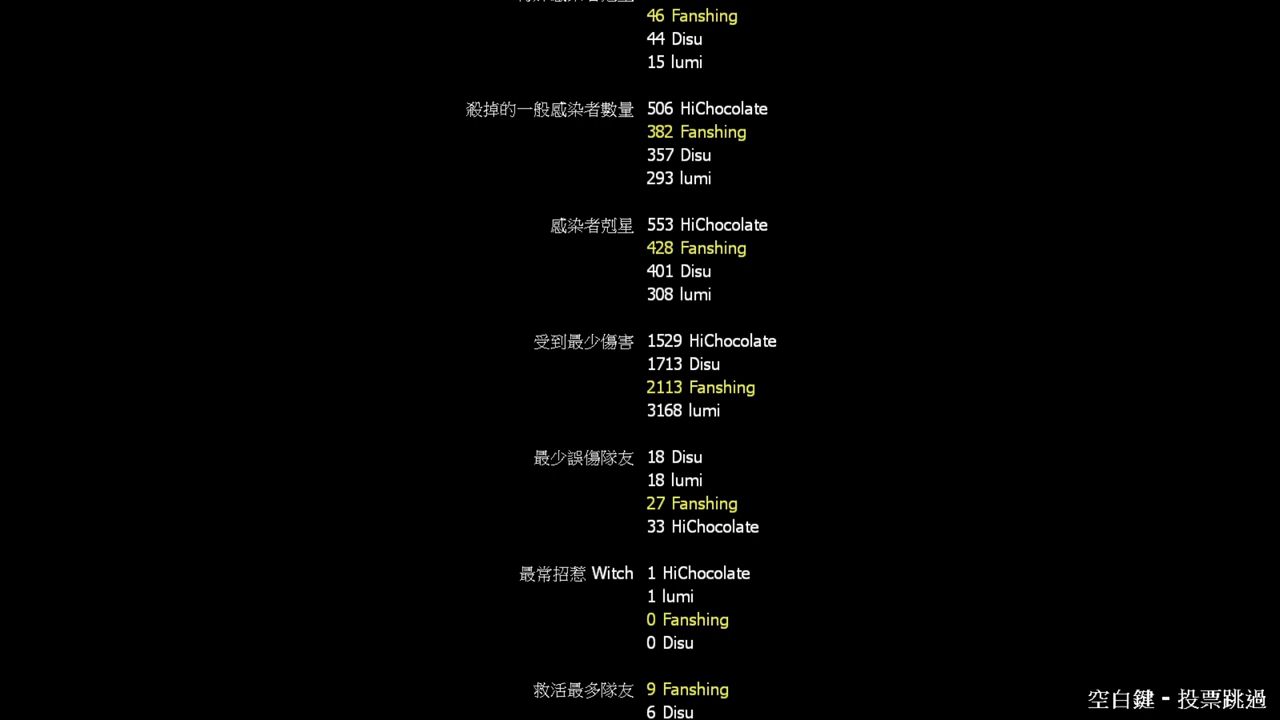 46 Fanshing
44 Disu
15 lumi
殺掉的一般感染者數量 506 HiChocolate
382 Fanshing
357 Disu
293 lumi
感染者剋星 553 HiChocolate
428 Fanshing
401 Disu
308 lumi
受到最少傷害 1529 HiChocolate
1713 Disu
2113 Fanshing
3168 lumi
最少誤傷隊友 18 Disu
18 lumi
27 Fanshing
33 HiChocolate
最常招惹 Witch 1 HiChocolate
1 lumi
0 Fanshing
0 Disu
救活最多隊友 9 Fanshing
6 Disu
空白鍵 - 投票跳過